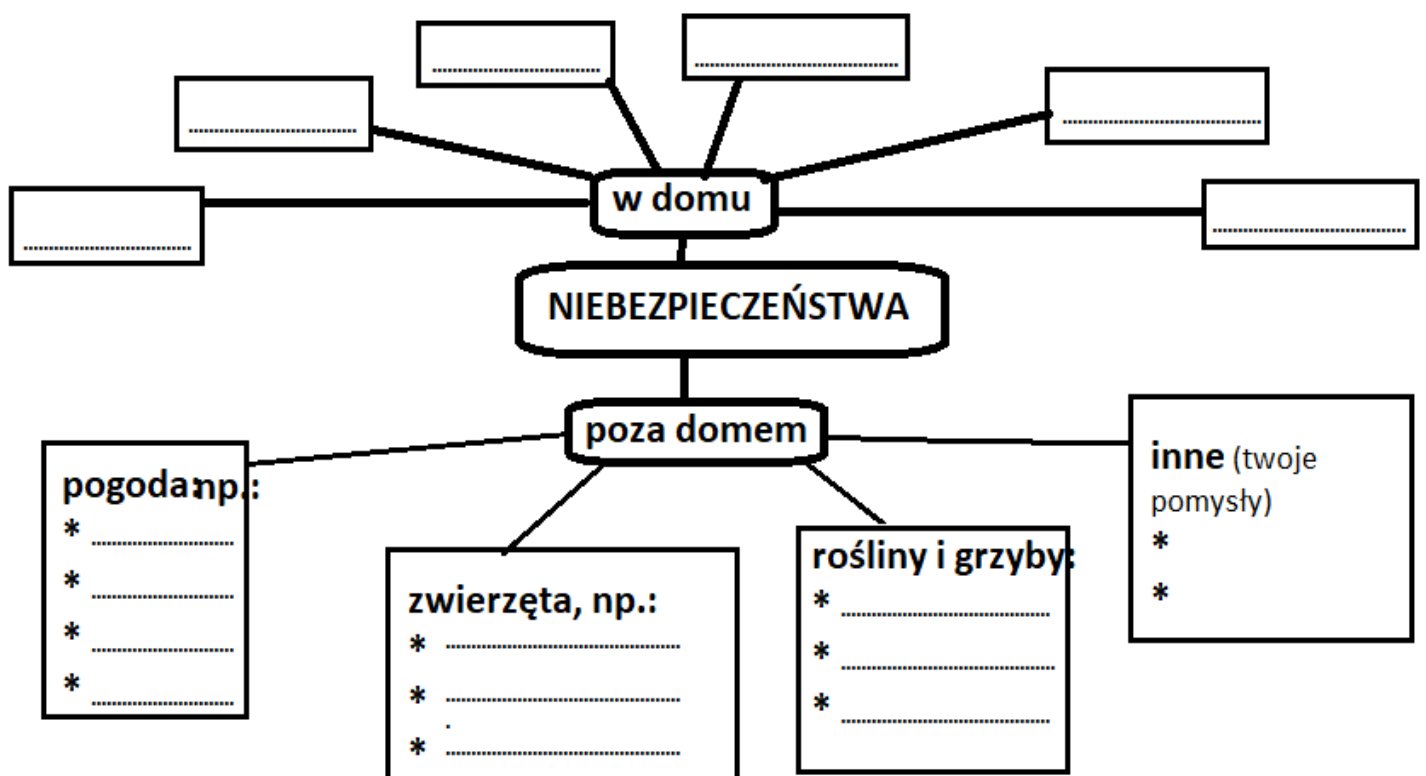 w domu
NIEBEZPIECZEŃSTWA
poza domem
pogoda:np.:
*
*
*
*
zwierzęta, np.:
*
*
*
rośliny i grzyby:
*
*
*
inne (twoje
pomysły)
*
*